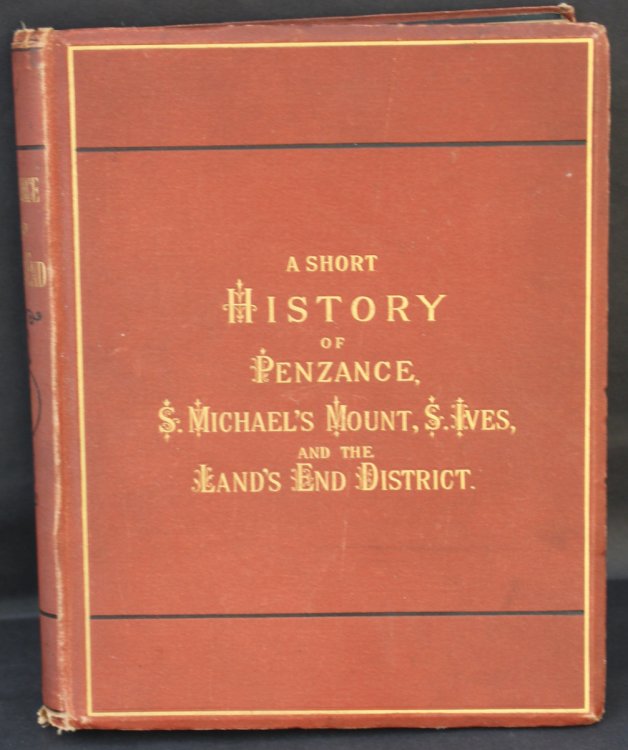 A SHORT
HISTORY
OF
PENZANCE,
S. MICHAEL'S MOUNT, S. IVES,
AND THE
LAND'S END DISTRICT.